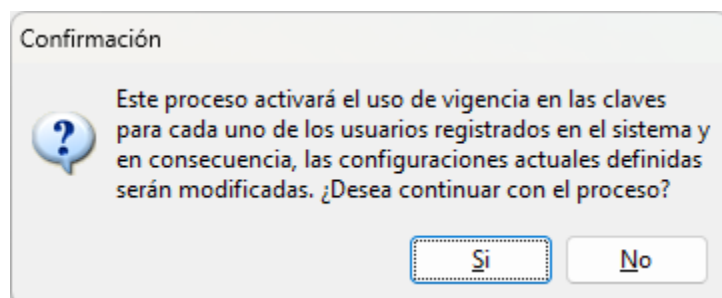 Confirmación
Este proceso activará el uso de vigencia en las claves
para cada uno de los usuarios registrados en el sistema y
en consecuencia, las configuraciones actuales definidas
serán modificadas. ¿Desea continuar con el proceso?
Si
No